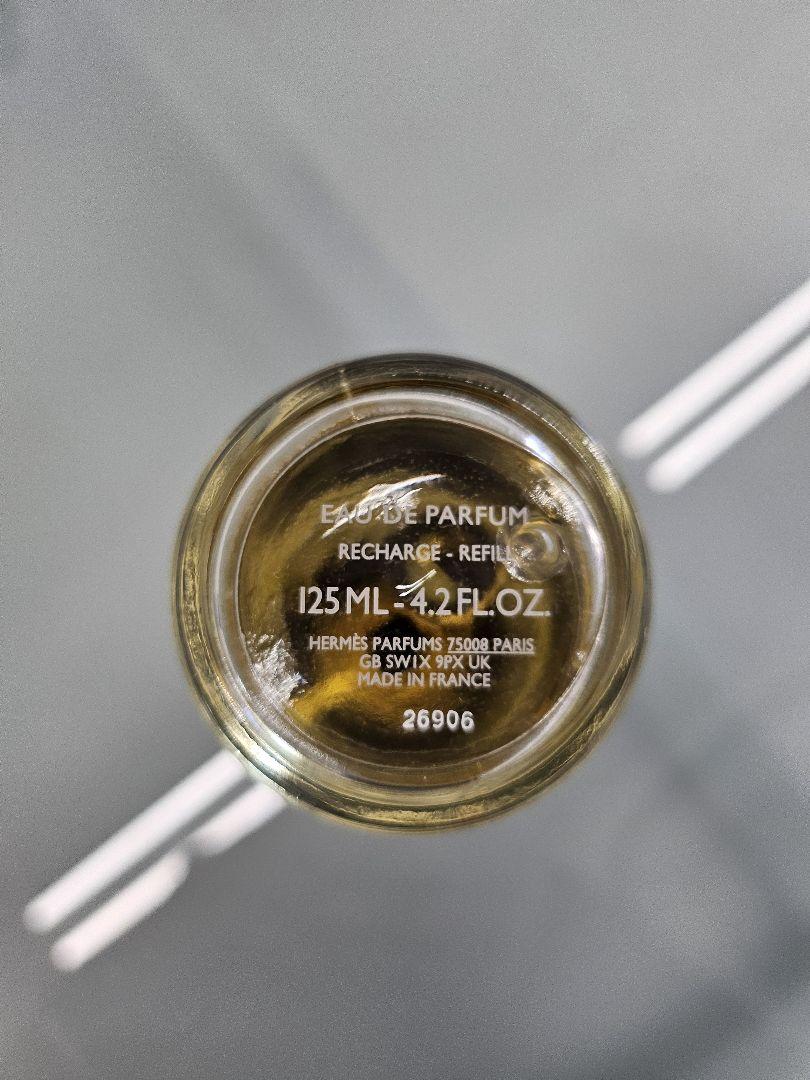 EAU DE PARFUM
RECHARGE - REFILL
125 ML - 4.2 FL.OZ.
HERMÈS PARFUMS 75008 PARIS
GB SW1X 9PX UK
MADE IN FRANCE
26906